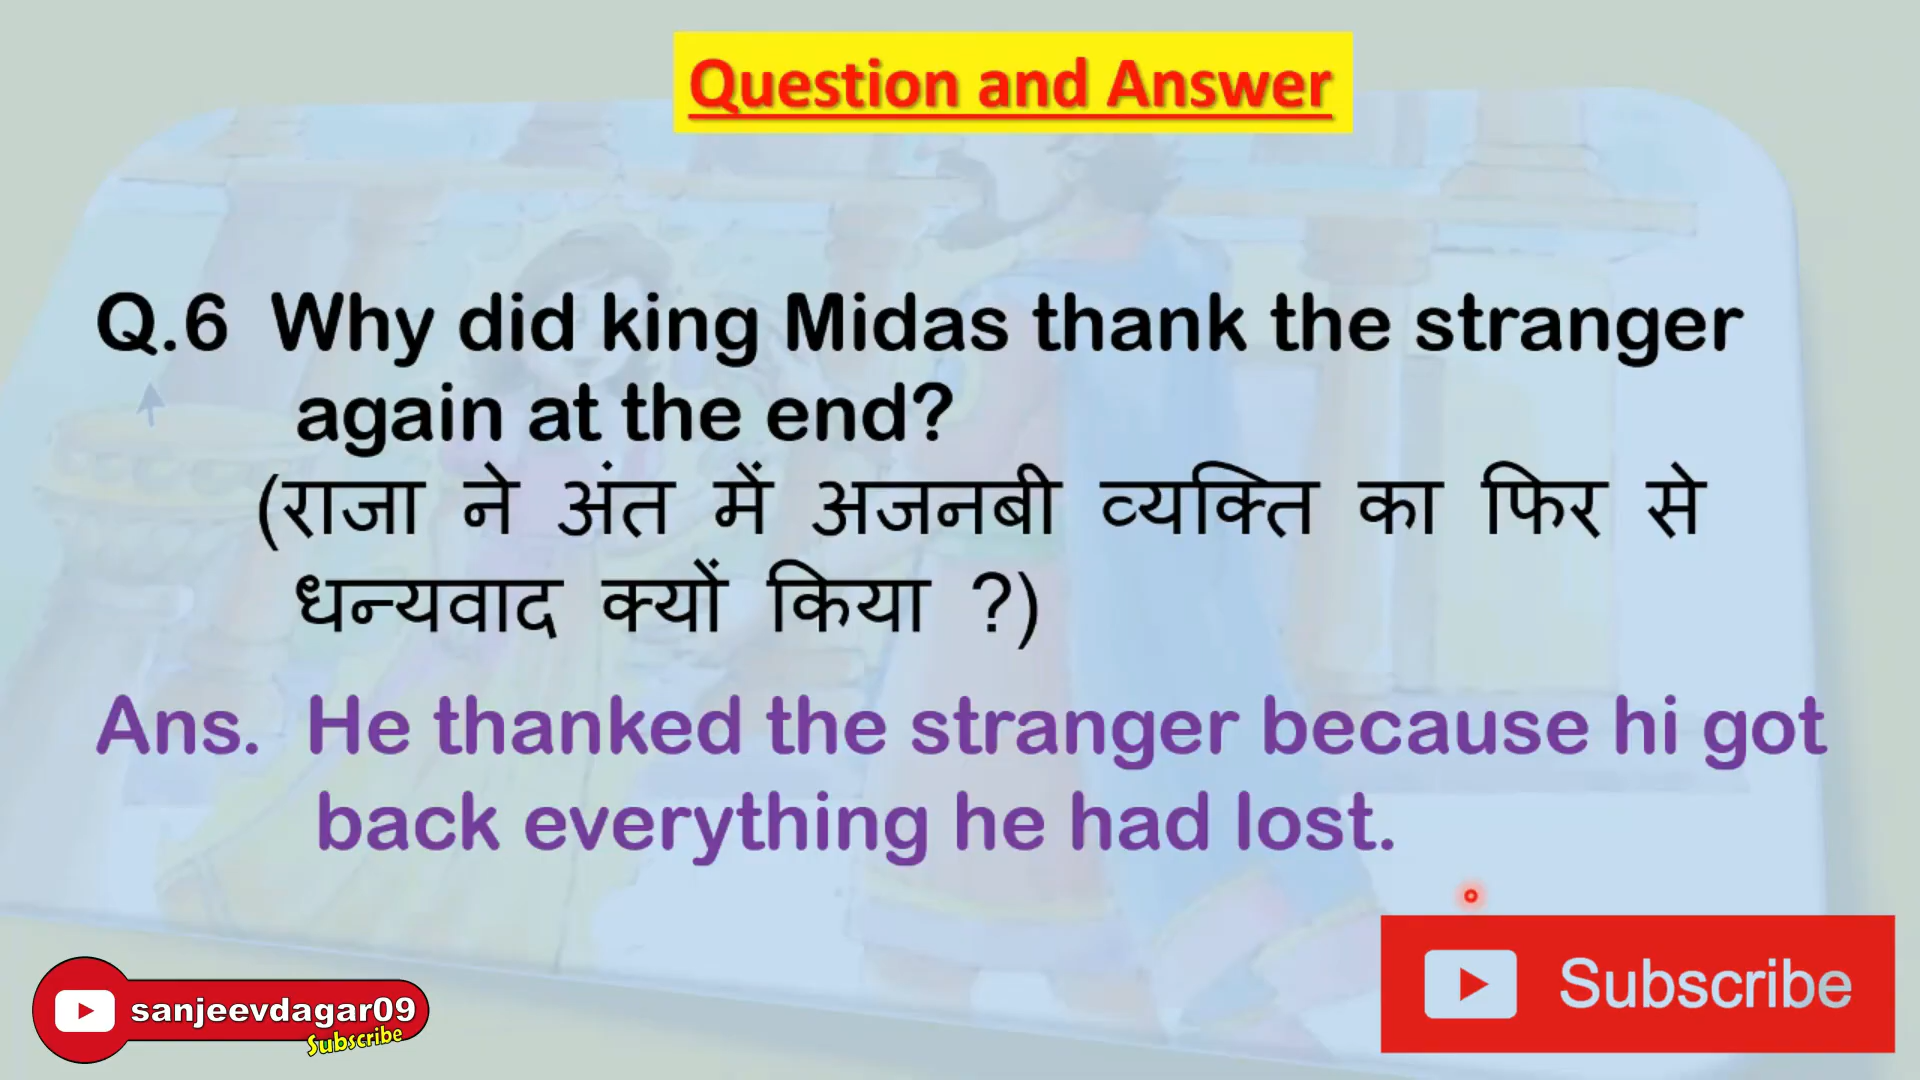 Question and Answer
Q.6 Why did king Midas thank the stranger
again at the end?
(राजा ने अंत में अजनबी व्यक्ति का फिर से
धन्यवाद क्यों किया ?)
Ans. He thanked the stranger because hi got
back everything he had lost.
sanjeevdagar09
Subscribe
Subscribe